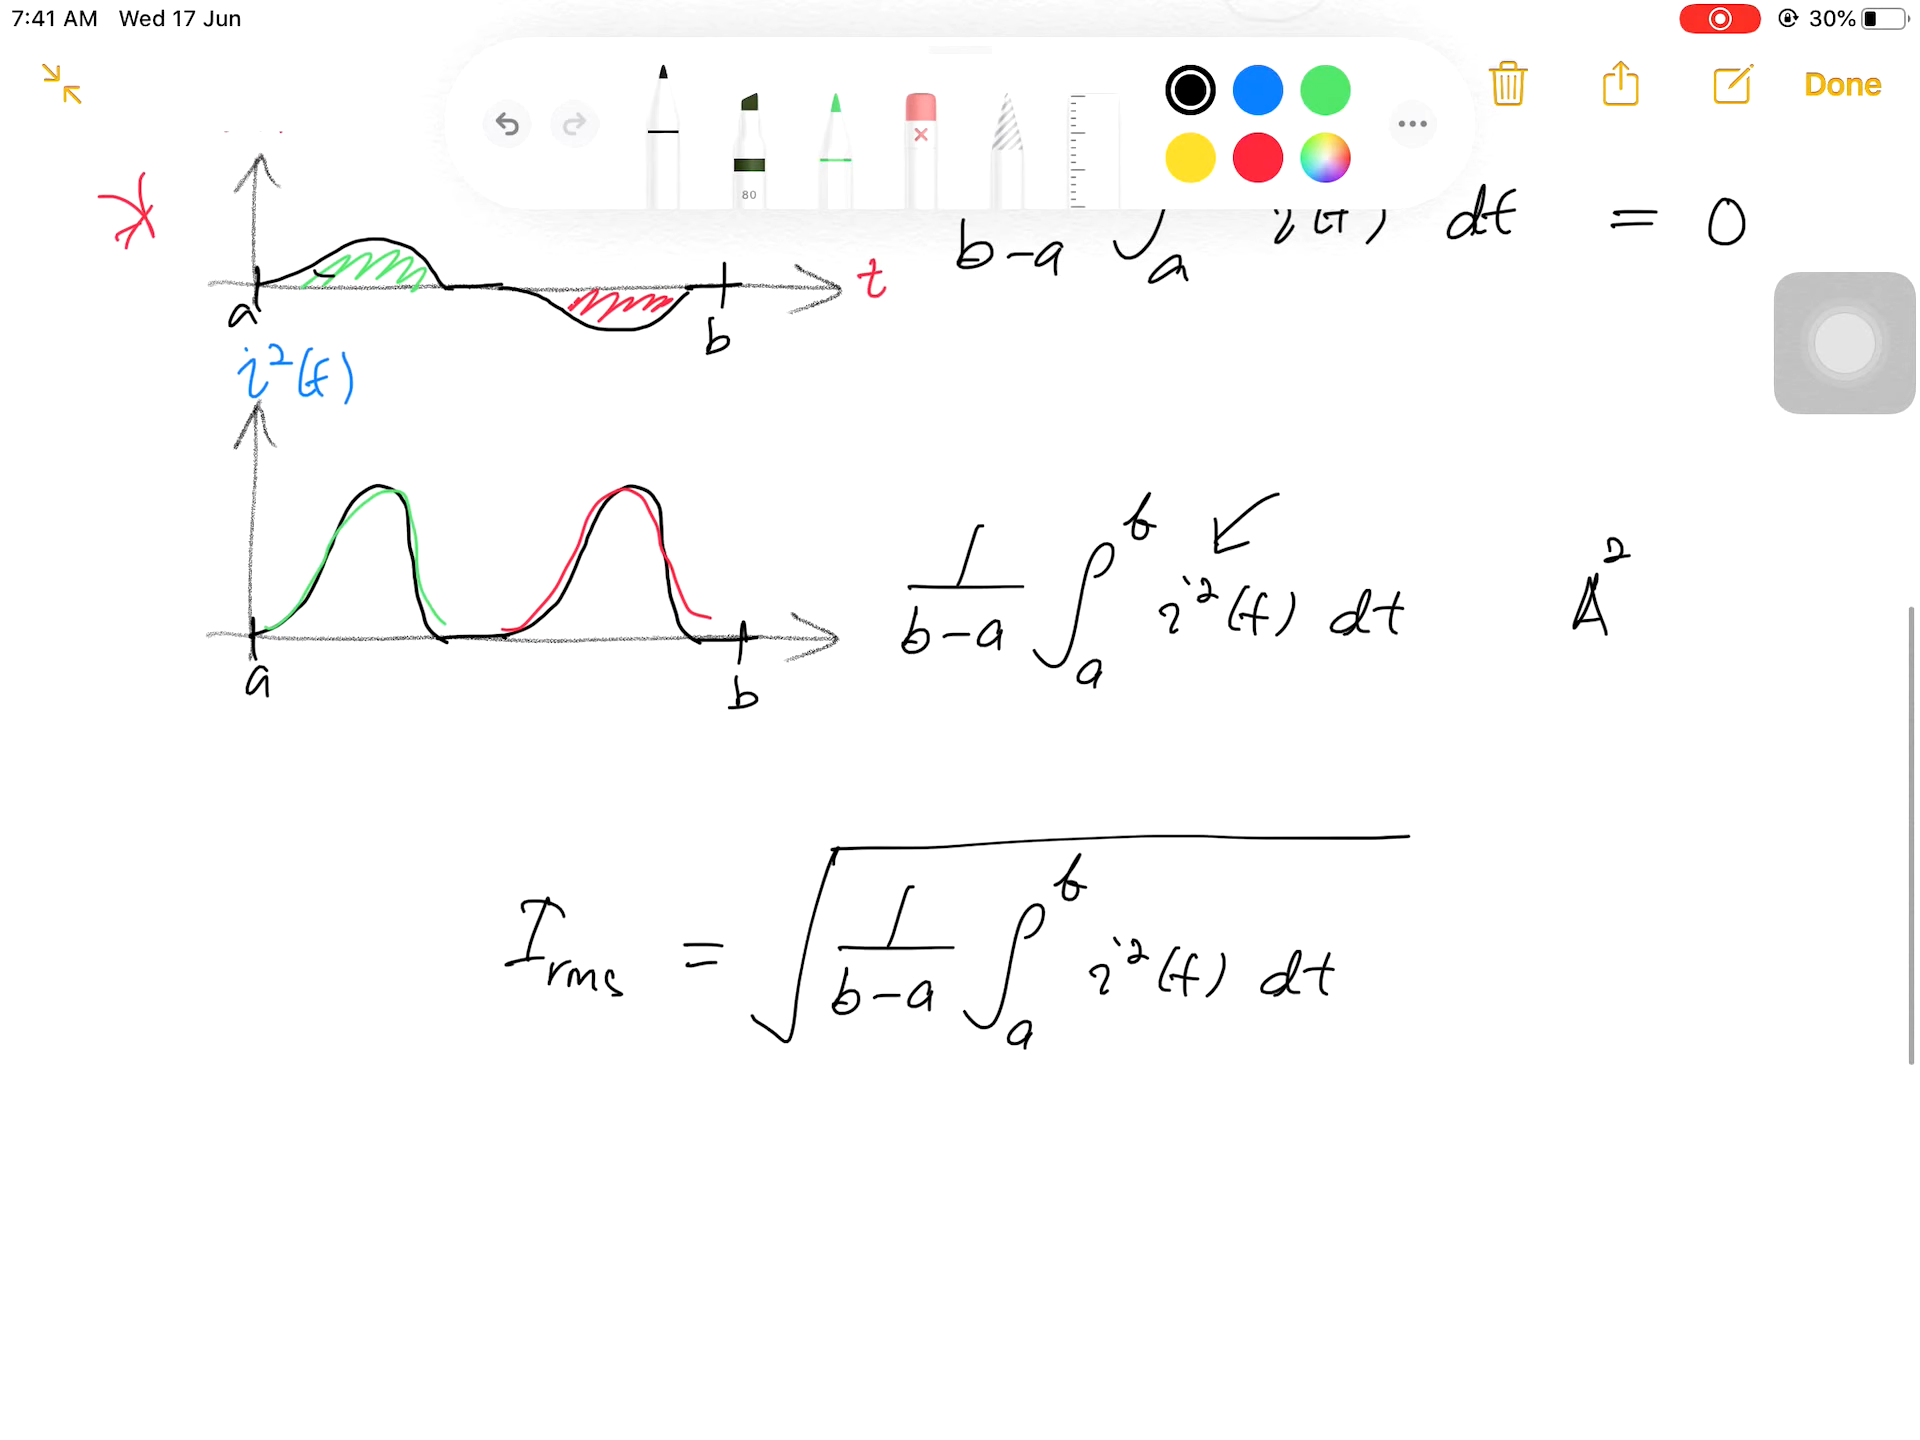 7:41 AM Wed 17 Jun 30%
Done
80
b-a ∫a i(t) dt = 0
t
a b
i²(t)
1/(b-a) ∫a^b i²(t) dt A²
a b
Irms = √(1/(b-a) ∫a^b i²(t) dt)